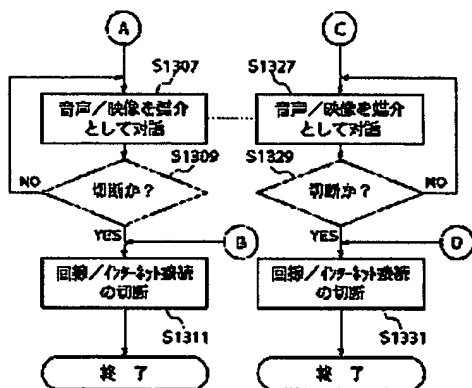 A
C
S1307
S1327
音声/映像を媒介
として対話
音声/映像を媒介
として対話
S1309
S1329
切断か?
切断か?
NO
NO
YES
YES
B
D
回線/インターネット接続
の切断
回線/インターネット接続
の切断
S1311
S1331
終了
終了